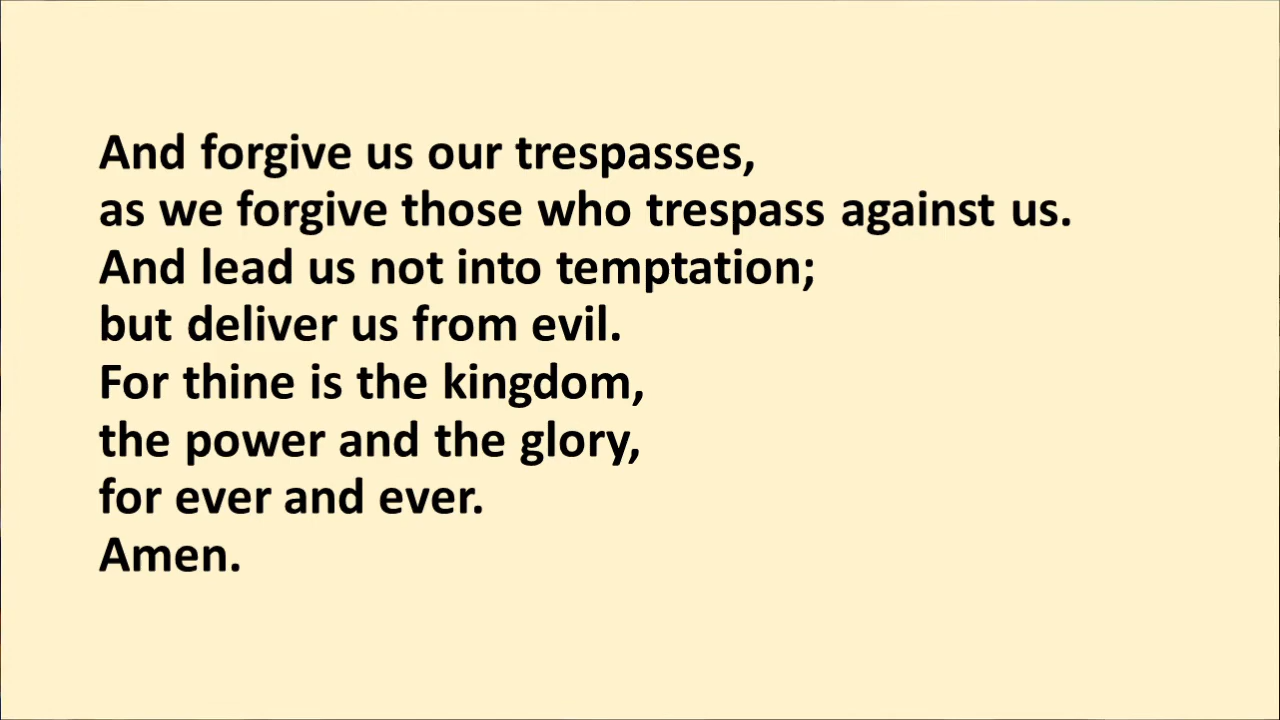 And forgive us our trespasses,
as we forgive those who trespass against us.
And lead us not into temptation;
but deliver us from evil.
For thine is the kingdom,
the power and the glory,
for ever and ever.
Amen.